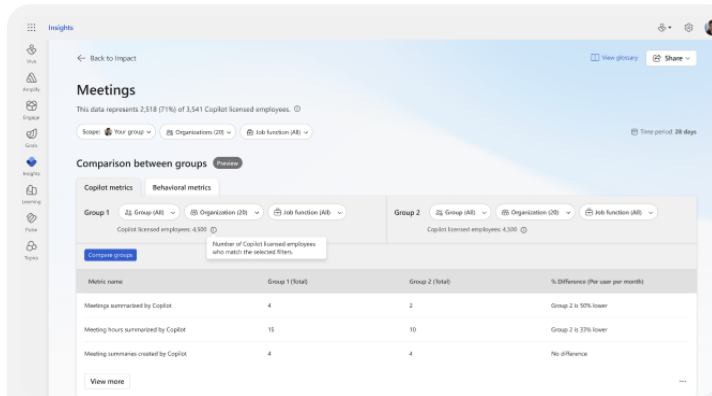 Insights
Viva
Amplify
Engage
Goals
Insights
Learning
Pulse
Topics
Back to Impact
View glossary
Share
Meetings
This data represents 2,518 (71%) of 3,541 Copilot licensed employees.
Scope: Your group
Organizations (20)
Job function (All)
Time period: 28 days
Comparison between groups Preview
Copilot metrics Behavioral metrics
Group 1 Group (All) Organization (20) Job function (All)
Copilot licensed employees: 4,500
Group 2 Group (All) Organization (20) Job function (All)
Copilot licensed employees: 4,500
Number of Copilot licensed employees
who match the selected filters.
Compare groups
Metric name Group 1 (Total) Group 2 (Total) % Difference (Per user per month)
Meetings summarized by Copilot 4 2 Group 2 is 50% lower
Meeting hours summarized by Copilot 15 10 Group 2 is 33% lower
Meeting summaries created by Copilot 4 4 No difference
View more